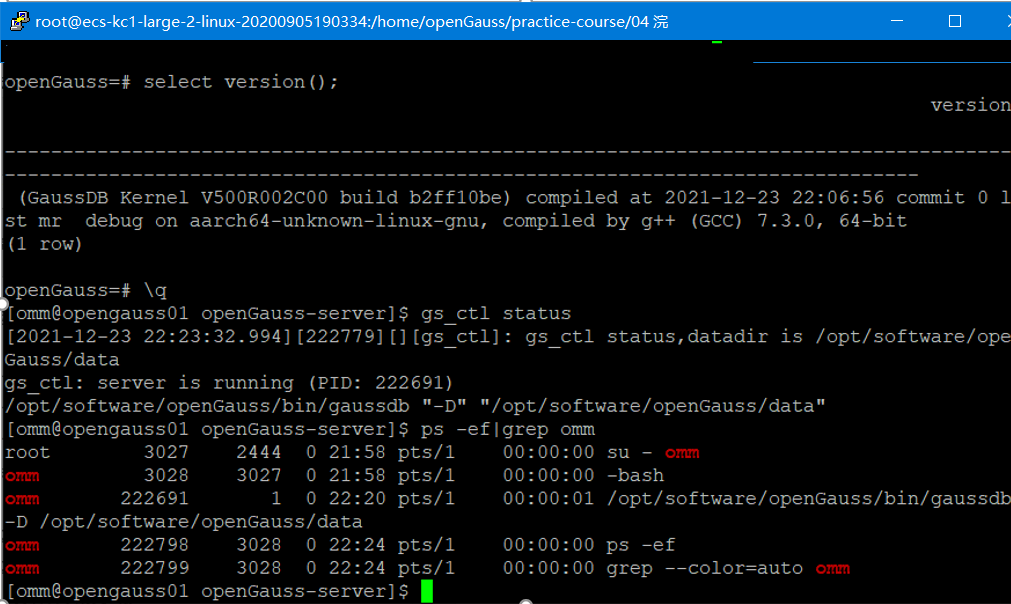 root@ecs-kc1-large-2-linux-20200905190334:/home/openGauss/practice-course/04 浣
openGauss=# select version();
version
--------------------------------------------------------------------------------------
------------------------------------------------------------------------------
(GaussDB Kernel V500R002C00 build b2ff10be) compiled at 2021-12-23 22:06:56 commit 0 l
st mr  debug on aarch64-unknown-linux-gnu, compiled by g++ (GCC) 7.3.0, 64-bit
(1 row)
openGauss=# \q
[omm@opengauss01 openGauss-server]$ gs_ctl status
[2021-12-23 22:23:32.994][222779][][gs_ctl]: gs_ctl status,datadir is /opt/software/ope
Gauss/data
gs_ctl: server is running (PID: 222691)
/opt/software/openGauss/bin/gaussdb "-D" "/opt/software/openGauss/data"
[omm@opengauss01 openGauss-server]$ ps -ef|grep omm
root        3027    2444  0 21:58 pts/1    00:00:00 su - omm
omm         3028    3027  0 21:58 pts/1    00:00:00 -bash
omm       222691       1  0 22:20 pts/1    00:00:01 /opt/software/openGauss/bin/gaussdb
-D /opt/software/openGauss/data
omm       222798    3028  0 22:24 pts/1    00:00:00 ps -ef
omm       222799    3028  0 22:24 pts/1    00:00:00 grep --color=auto omm
[omm@opengauss01 openGauss-server]$